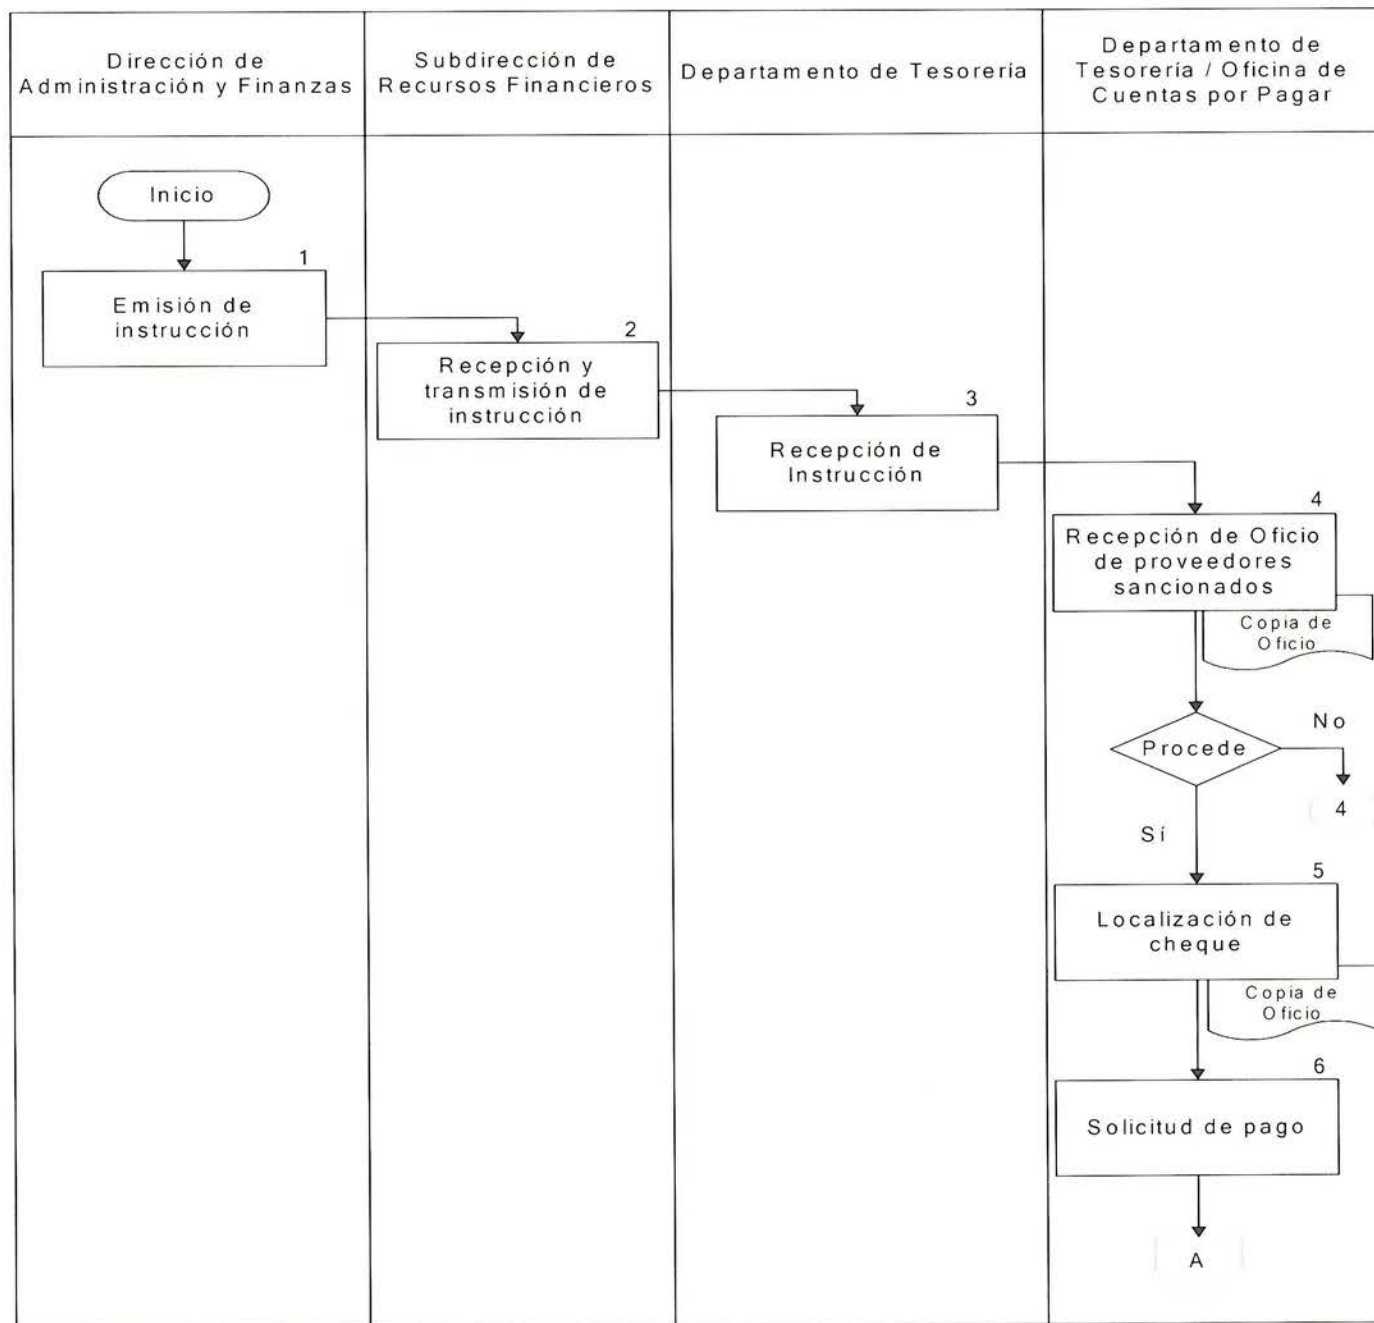 Dirección de
Administración y Finanzas
Subdirección de
Recursos Financieros
Departamento de Tesorería
Departamento de
Tesorería / Oficina de
Cuentas por Pagar
Inicio
1
Emisión de
instrucción
2
Recepción y
transmisión de
instrucción
3
Recepción de
Instrucción
4
Recepción de Oficio
de proveedores
sancionados
Copia de
Oficio
Procede
No
4
Sí
5
Localización de
cheque
Copia de
Oficio
6
Solicitud de pago
A